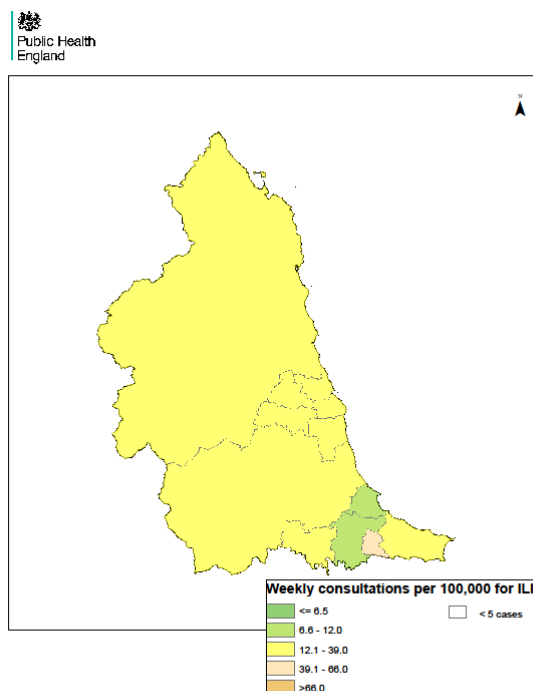 Public Health
England
N
Weekly consultations per 100,000 for ILI
<= 6.5
< 5 cases
6.6 - 12.0
12.1 - 39.0
39.1 - 66.0
>66.0